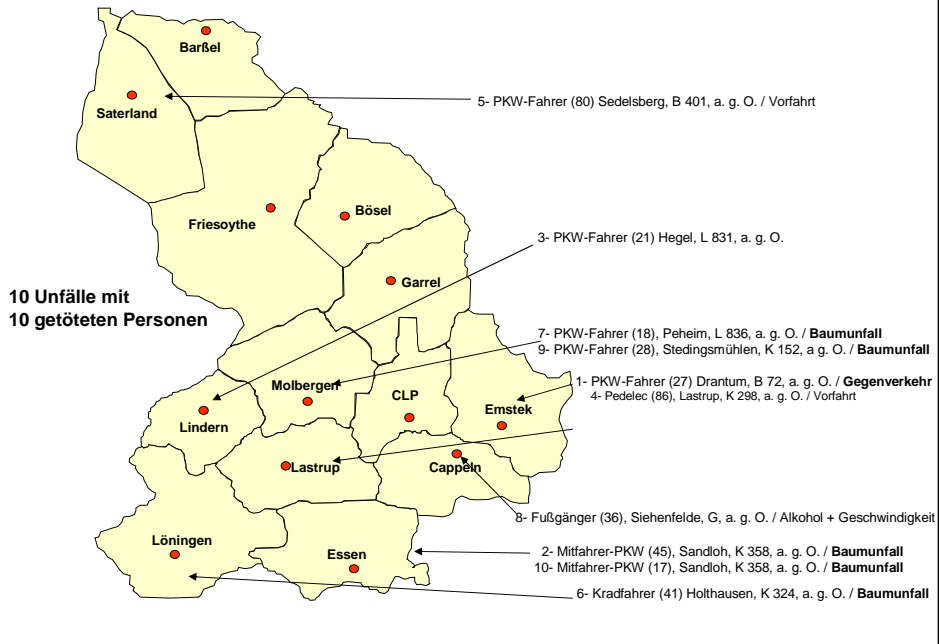 Barßel
5- PKW-Fahrer (80) Sedelsberg, B 401, a. g. O. / Vorfahrt
Saterland
Bösel
Friesoythe
3- PKW-Fahrer (21) Hegel, L 831, a. g. O.
Garrel
10 Unfälle mit
10 getöteten Personen
7- PKW-Fahrer (18), Peheim, L 836, a. g. O. / Baumunfall
9- PKW-Fahrer (28), Stedingsmühlen, K 152, a g. O. / Baumunfall
1- PKW-Fahrer (27) Drantum, B 72, a. g. O. / Gegenverkehr
4- Pedelec (86), Lastrup, K 298, a. g. O. / Vorfahrt
Molbergen
CLP
Emstek
Lindern
Lastrup
Cappeln
8- Fußgänger (36), Siehenfelde, G, a. g. O. / Alkohol + Geschwindigkeit
Löningen
Essen
2- Mitfahrer-PKW (45), Sandloh, K 358, a. g. O. / Baumunfall
10- Mitfahrer-PKW (17), Sandloh, K 358, a. g. O. / Baumunfall
6- Kradfahrer (41) Holthausen, K 324, a. g. O. / Baumunfall